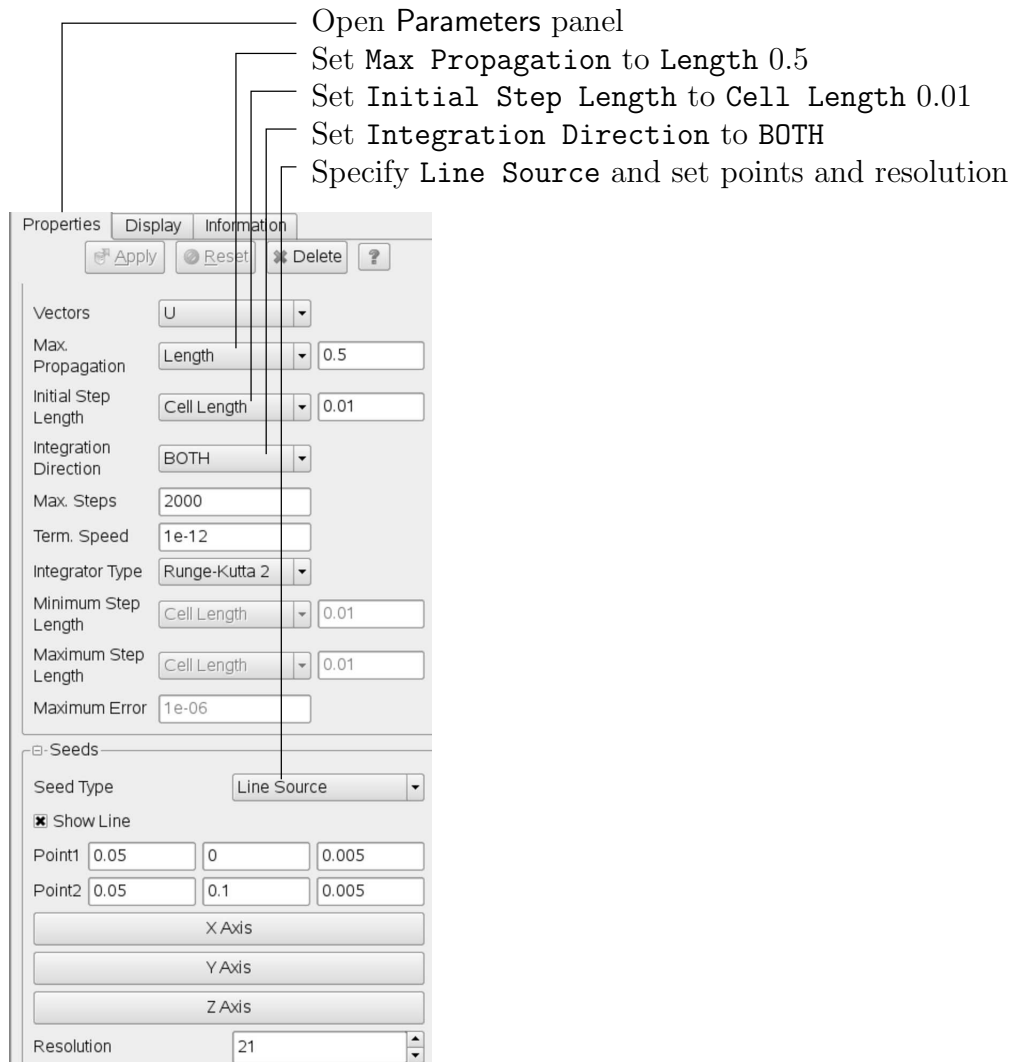 Open Parameters panel
Set Max Propagation to Length 0.5
Set Initial Step Length to Cell Length 0.01
Set Integration Direction to BOTH
Specify Line Source and set points and resolution
Properties Display Information
Apply Reset Delete ?
Vectors U
Max.
Propagation Length 0.5
Initial Step
Length Cell Length 0.01
Integration
Direction BOTH
Max. Steps 2000
Term. Speed 1e-12
Integrator Type Runge-Kutta 2
Minimum Step
Length Cell Length 0.01
Maximum Step
Length Cell Length 0.01
Maximum Error 1e-06
Seeds
Seed Type Line Source
Show Line
Point1 0.05 0 0.005
Point2 0.05 0.1 0.005
X Axis
Y Axis
Z Axis
Resolution 21